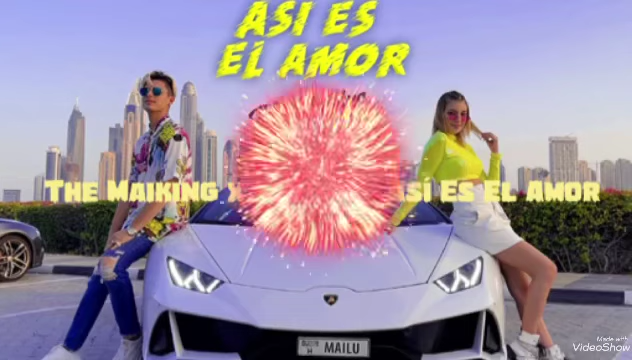 ASI ES
EL AMOR
The Maiking x
Asi Es El Amor
MAILU
Made with
VideoShow